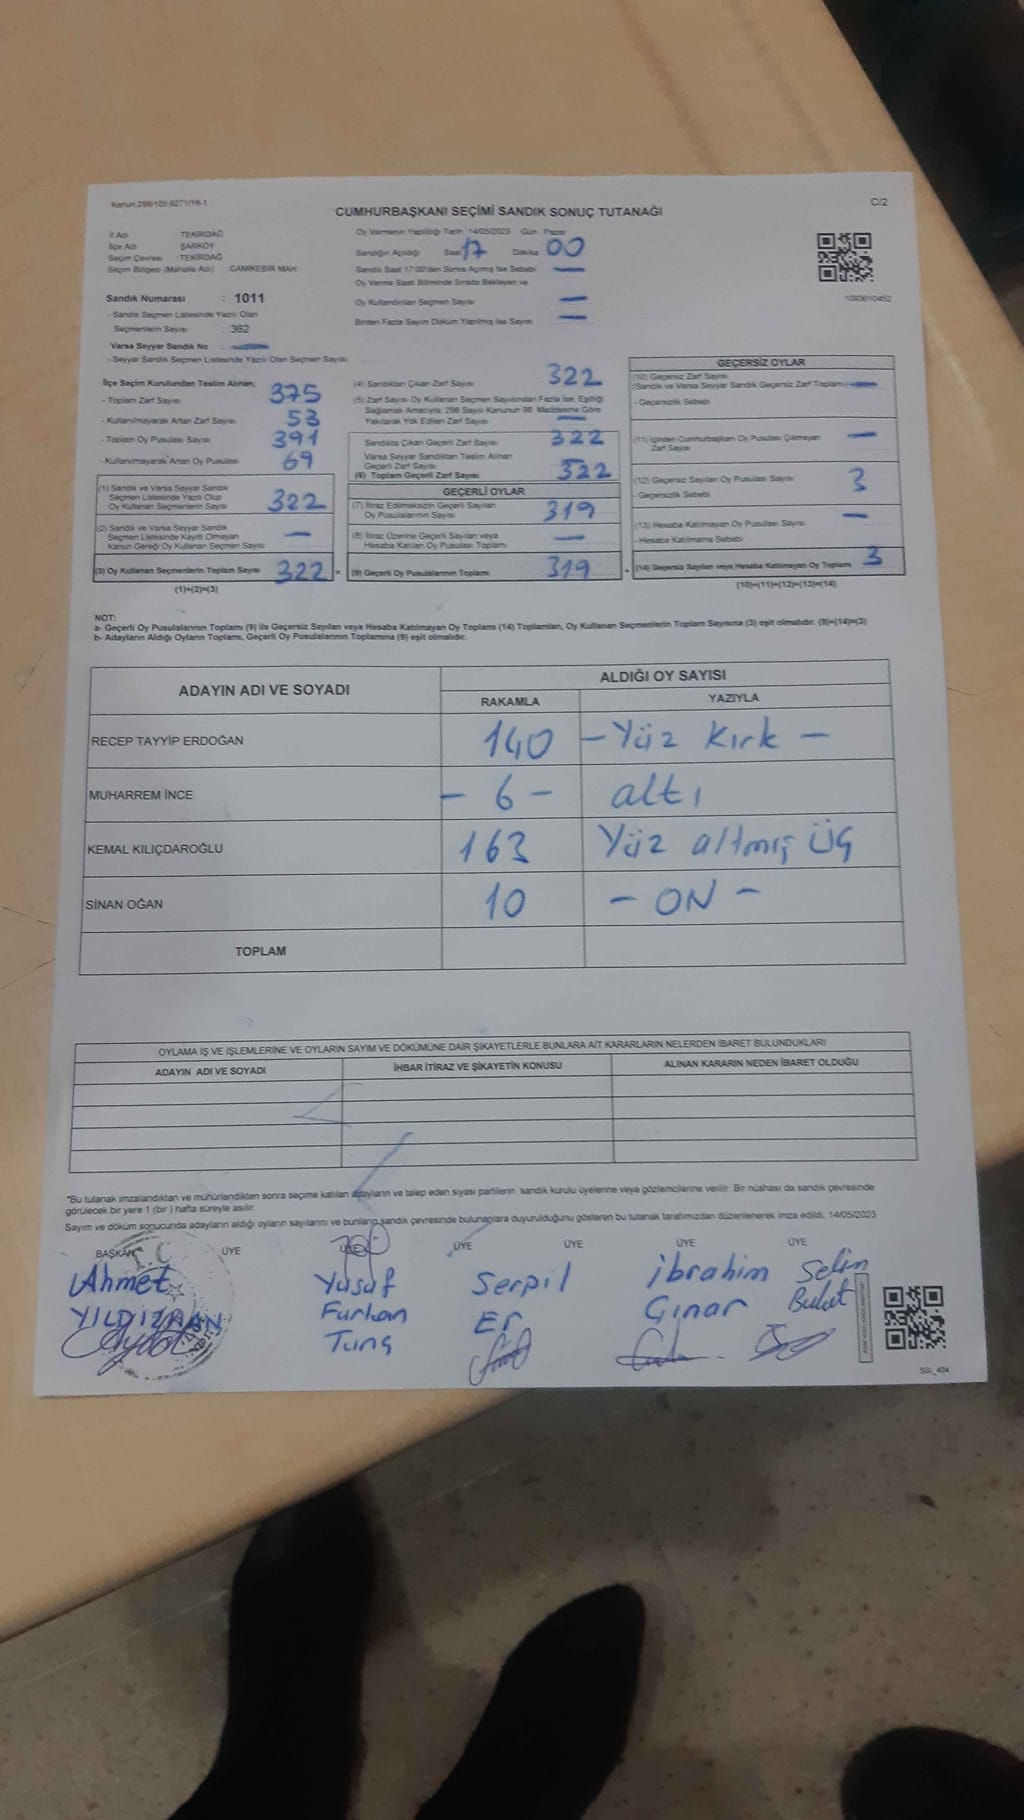 CUMHURBAŞKANI SEÇİMİ SANDIK SONUÇ TUTANAĞI
C/2
İl Adı TEKİRDAĞ
İlçe Adı ŞARKÖY
Seçim Çevresi :TEKİRDAĞ
Seçim Bölgesi (Mahalle Adı) CAMİKEBİR MAH
Sandık Numarası : 1011
- Sandık Seçmen Listesinde Yazılı Olan
Seçmenlerin Sayısı : 362
Varsa Seyyar Sandık No :
- Seyyar Sandık Seçmen Listesinde Yazılı Olan Seçmen Sayısı
Oy Vermenin Yapıldığı Tarih 14/05/2023 Gün Pazar
Sandığın Açıldığı Saat 17 Dakika 00
Sandık Saat 17:00'den Sonra Açmış İse Sebebi
Oy Verme Saati Bitiminde Sırada Bekleyen ve
Oy Kullandırılan Seçmen Sayısı
Birden Fazla Sayım Döküm Yapılmış İse Sayısı
İlçe Seçim Kurulundan Teslim Alınan;
- Toplam Zarf Sayısı 375
- Kullanılmayarak Artan Zarf Sayısı 53
- Toplam Oy Pusulası Sayısı 391
- Kullanılmayarak Artan Oy Pusulası 69
(1) Sandık ve Varsa Seyyar Sandık
Seçmen Listesinde Yazılı Olup
Oy Kullanan Seçmenlerin Sayısı 322
(2) Sandık ve Varsa Seyyar Sandık
Seçmen Listesinde Kayıtlı Olmayan
Kanun Gereği Oy Kullanan Seçmen Sayısı —
(3) Oy Kullanan Seçmenlerin Toplam Sayısı 322 =
(1)+(2)=(3)
(4) Sandıktan Çıkan Zarf Sayısı 322
(5) Zarf Sayısı Oy Kullanan Seçmen Sayısından Fazla İse, Eşitliği
Sağlamak Amacıyla, 298 Sayılı Kanunun 98. Maddesine Göre
Yakılarak Yok Edilen Zarf Sayısı —
Sandıkta Çıkan Geçerli Zarf Sayısı 322
Varsa Seyyar Sandıktan Teslim Alınan
Geçerli Zarf Sayısı
(6) Toplam Geçerli Zarf Sayısı 322
GEÇERLİ OYLAR
(7) İtiraz Edilmeksizin Geçerli Sayılan
Oy Pusulalarının Sayısı 319
(8) İtiraz Üzerine Geçerli Sayılan veya
Hesaba Katılan Oy Pusulası Toplamı —
(9) Geçerli Oy Pusulalarının Toplamı 319 +
GEÇERSİZ OYLAR
(10) Geçersiz Zarf Sayısı
(Sandık ve Varsa Seyyar Sandık Geçersiz Zarf Toplamı) —
- Geçersizlik Sebebi
(11) İçinden Cumhurbaşkanı Oy Pusulası Çıkmayan
Zarf Sayısı —
(12) Geçersiz Sayılan Oy Pusulası Sayısı 3
- Geçersizlik Sebebi
(13) Hesaba Katılmayan Oy Pusulası Sayısı —
- Hesaba Katılmama Sebebi
(14) Geçersiz Sayılan veya Hesaba Katılmayan Oy Toplamı 3
(10)+(11)+(12)+(13)=(14)
NOT:
a- Geçerli Oy Pusulası Toplamı (9) ile Geçersiz Sayılan veya Hesaba Katılmayan Oy Toplamı (14) Toplamları, Oy Kullanan Seçmenlerin Toplam Sayısına (3) eşit olmalıdır. (9)+(14)=(3)
b- Adayların Aldığı Oyların Toplamı, Geçerli Oy Pusulalarının Toplamına (9) eşit olmalıdır.
ADAYIN ADI VE SOYADI
ALDIĞI OY SAYISI
RAKAMLA YAZIYLA
RECEP TAYYİP ERDOĞAN 140 – Yüz Kırk –
MUHARREM İNCE – 6 – altı
KEMAL KILIÇDAROĞLU 163 Yüz altmış Üç
SİNAN OĞAN 10 – ON –
TOPLAM
OYLAMA İŞ VE İŞLEMLERİNE VE OYLARIN SAYIM VE DÖKÜMÜNE DAİR ŞİKAYETLERLE BUNLARA AİT KARARLARIN NELERDEN İBARET BULUNDUKLARI
ADAYIN ADI VE SOYADI İHBAR İTİRAZ VE ŞİKAYETİN KONUSU ALINAN KARARIN NEDEN İBARET OLDUĞU
*Bu tutanak imzalandıktan ve mühürlendikten sonra seçime katılan adayların ve talep eden siyasi partilerin sandık kurulu üyelerine veya gözlemcilerine verilir. Bir nüshası da sandık çevresinde
görülecek bir yere 1 (bir) hafta süreyle asılır.
Sayım ve döküm sonucunda adayların aldığı oyların sayılarını ve bunların sandık çevresinde bulunanlara duyurulduğunu gösteren bu tutanak tarafımızdan düzenlenerek imza edildi. 14/05/2023
BAŞKAN ÜYE ÜYE ÜYE ÜYE ÜYE ÜYE
Ahmet Yusuf Serpil İbrahim Selin
Furkan Er Çınar Bulut
Tunç
SSI_404